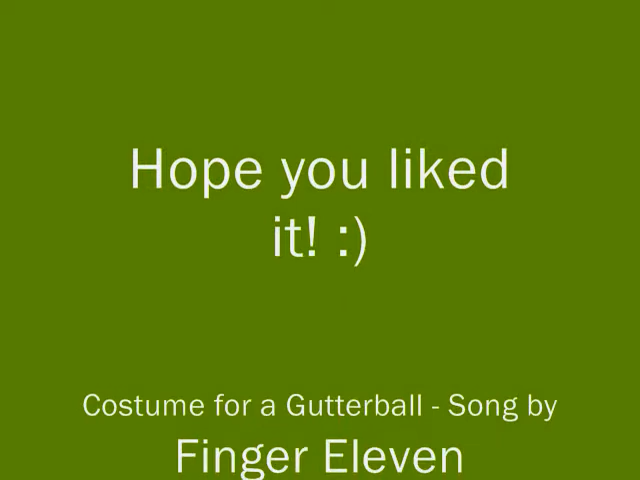 Hope you liked
it! :)
Costume for a Gutterball - Song by
Finger Eleven